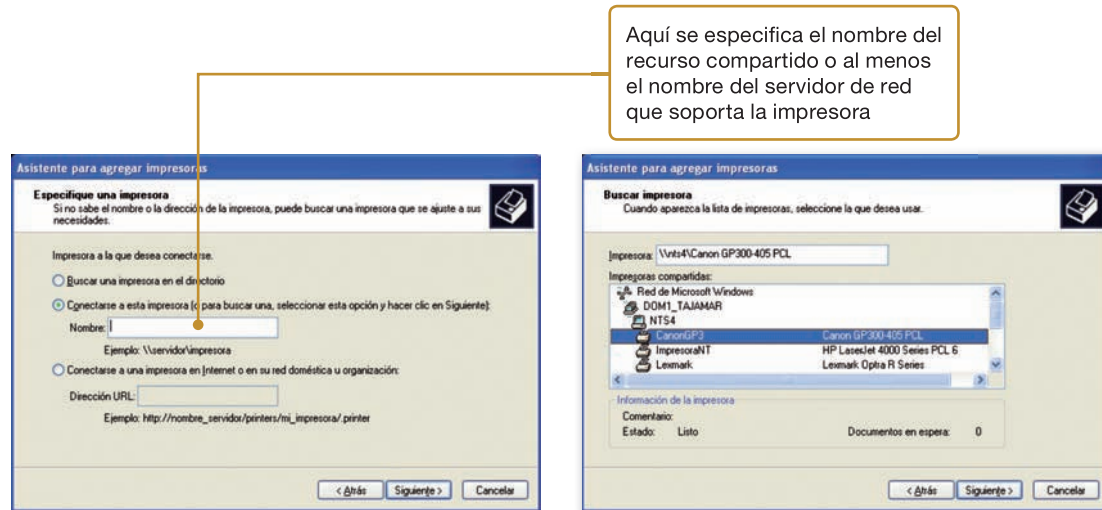 Aquí se especifica el nombre del
recurso compartido o al menos
el nombre del servidor de red
que soporta la impresora
Asistente para agregar impresoras
Especifique una impresora
Si no sabe el nombre o la dirección de la impresora, puede buscar una impresora que se ajuste a sus
necesidades.
Impresora a la que desea conectarse.
Buscar una impresora en el directorio
Conectarse a esta impresora (o para buscar una, seleccionar esta opción y hacer clic en Siguiente):
Nombre:
Ejemplo: \\servidor\impresora
Conectarse a una impresora en Internet o en su red doméstica u organización:
Dirección URL:
Ejemplo: http://nombre_servidor/printers/mi_impresora/.printer
< Atrás
Siguiente >
Cancelar
Asistente para agregar impresoras
Buscar impresora
Cuando aparezca la lista de impresoras, seleccione la que desea usar.
Impresora: \\nts4\Canon GP300-405 PCL
Impresoras compartidas:
Red de Microsoft Windows
DOM1_TAJAMAR
NTS4
CanonGP3 Canon GP300-405 PCL
ImpresoraNT HP LaserJet 4000 Series PCL 6
Lexmark Lexmark Optra R Series
Información de la impresora
Comentario:
Estado: Listo Documentos en espera: 0
< Atrás
Siguiente >
Cancelar